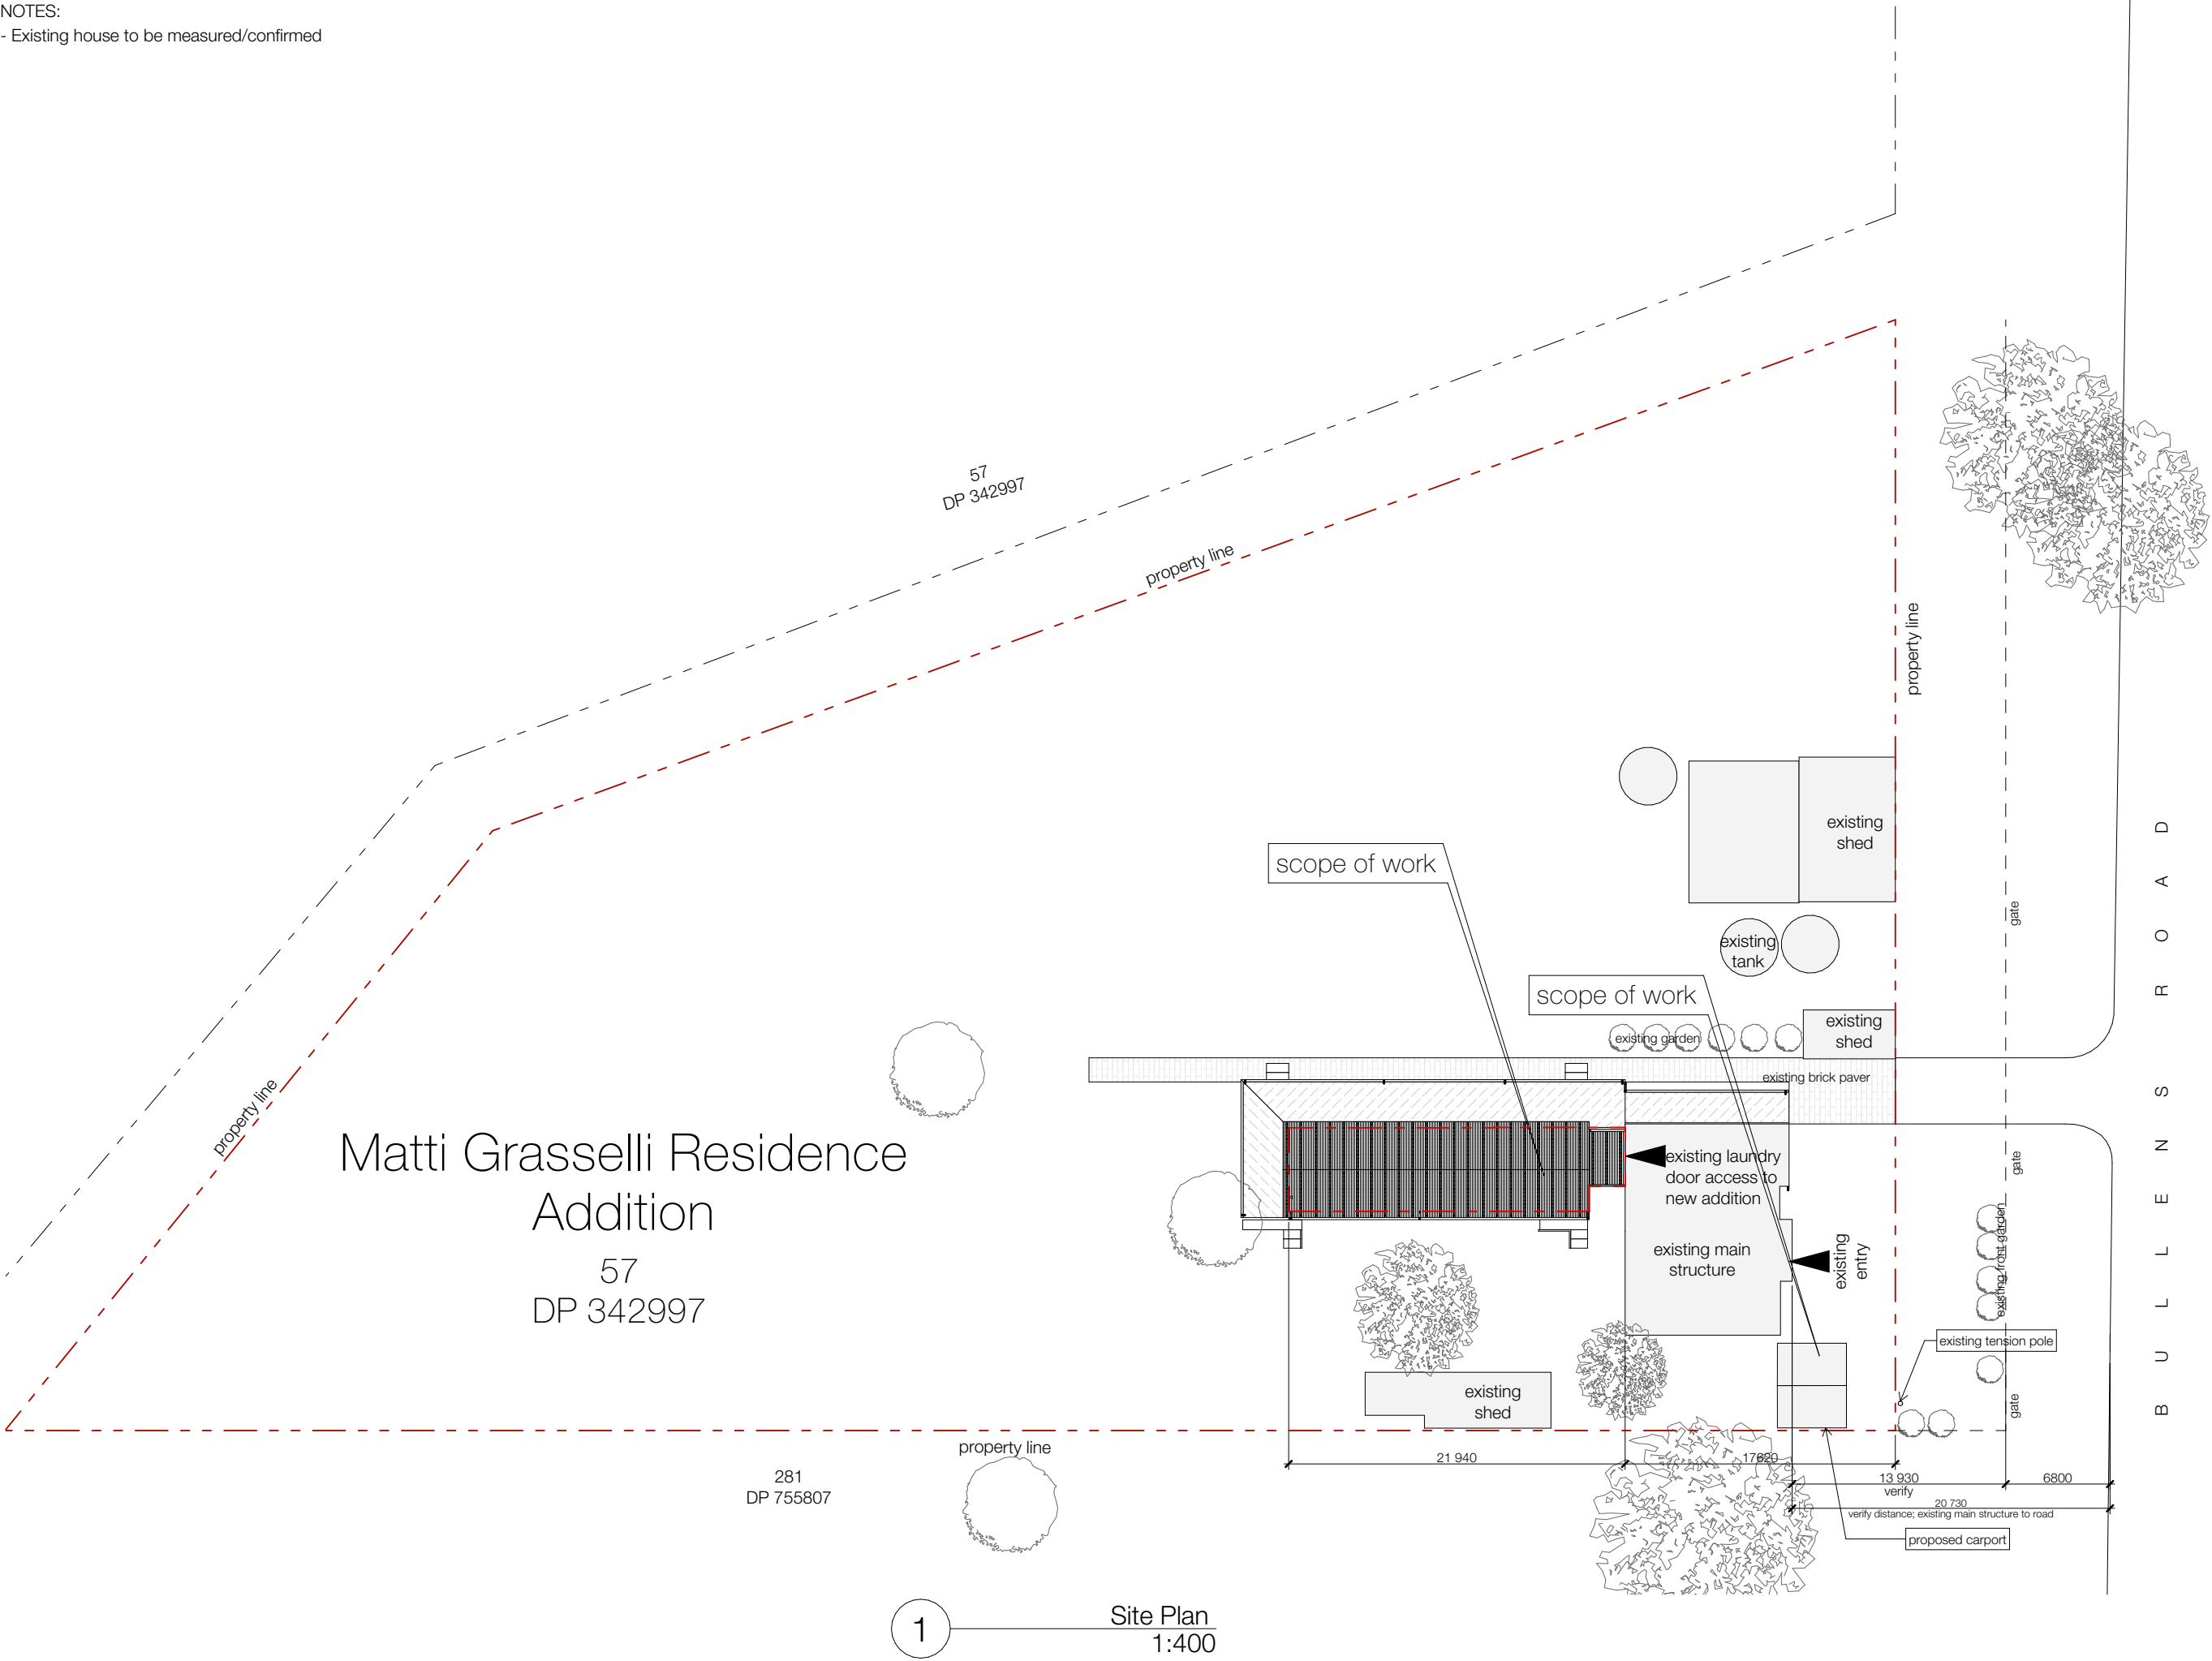 NOTES:
- Existing house to be measured/confirmed
57
DP 342997
property line
property line
existing
shed
scope of work
existing
tank
scope of work
existing
shed
existing garden
existing brick paver
gate
BULLENS ROAD
property line
Matti Grasselli Residence
Addition
57
DP 342997
existing laundry
door access to
new addition
gate
existing front garden
existing main
structure
existing
entry
existing tension pole
existing
shed
gate
property line
21 940
17620
281
DP 755807
13 930
verify
6800
20 730
verify distance; existing main structure to road
proposed carport
1
Site Plan
1:400